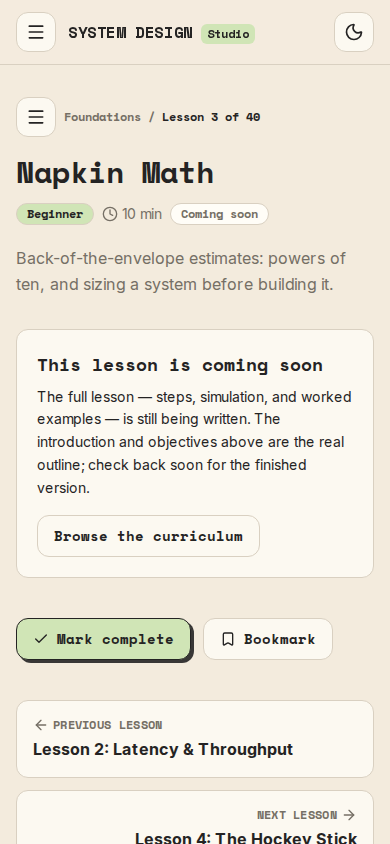 SYSTEM DESIGN Studio
Foundations / Lesson 3 of 40
Napkin Math
Beginner 10 min Coming soon
Back-of-the-envelope estimates: powers of
ten, and sizing a system before building it.
This lesson is coming soon
The full lesson — steps, simulation, and worked
examples — is still being written. The
introduction and objectives above are the real
outline; check back soon for the finished
version.
Browse the curriculum
Mark complete Bookmark
PREVIOUS LESSON
Lesson 2: Latency & Throughput
NEXT LESSON
Lesson 4: The Hockey Stick